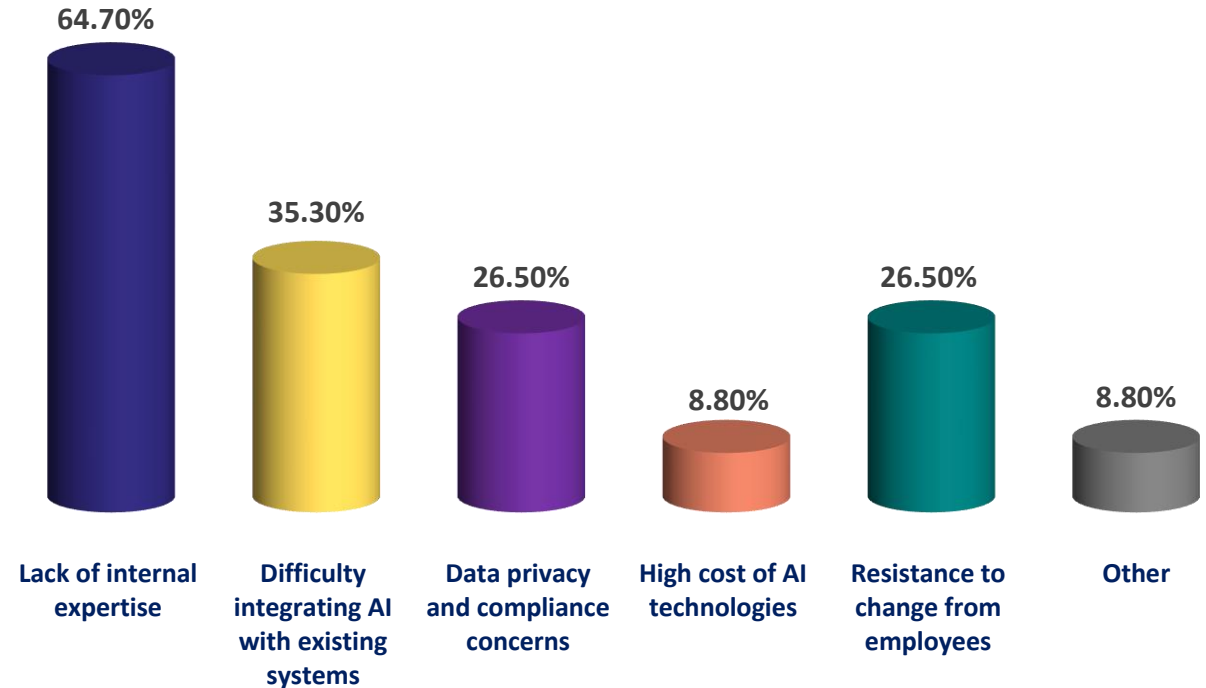 64.70%
35.30%
26.50%
8.80%
26.50%
8.80%
Lack of internal
expertise
Difficulty
integrating AI
with existing
systems
Data privacy
and compliance
concerns
High cost of AI
technologies
Resistance to
change from
employees
Other